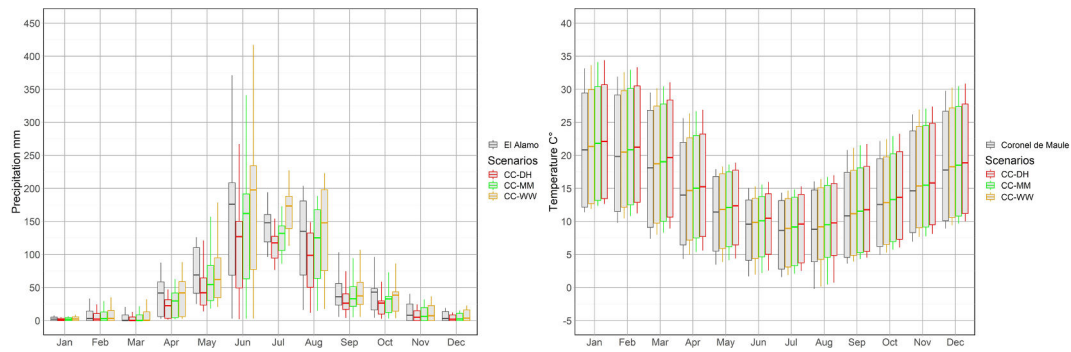 450
400
350
300
250
200
150
100
50
0
Precipitation mm
Jan Feb Mar Apr May Jun Jul Aug Sep Oct Nov Dec
El Alamo
Scenarios
CC-DH
CC-MM
CC-WW
40
35
30
25
20
15
10
5
0
-5
Temperature C°
Jan Feb Mar Apr May Jun Jul Aug Sep Oct Nov Dec
Coronel de Maule
Scenarios
CC-DH
CC-MM
CC-WW